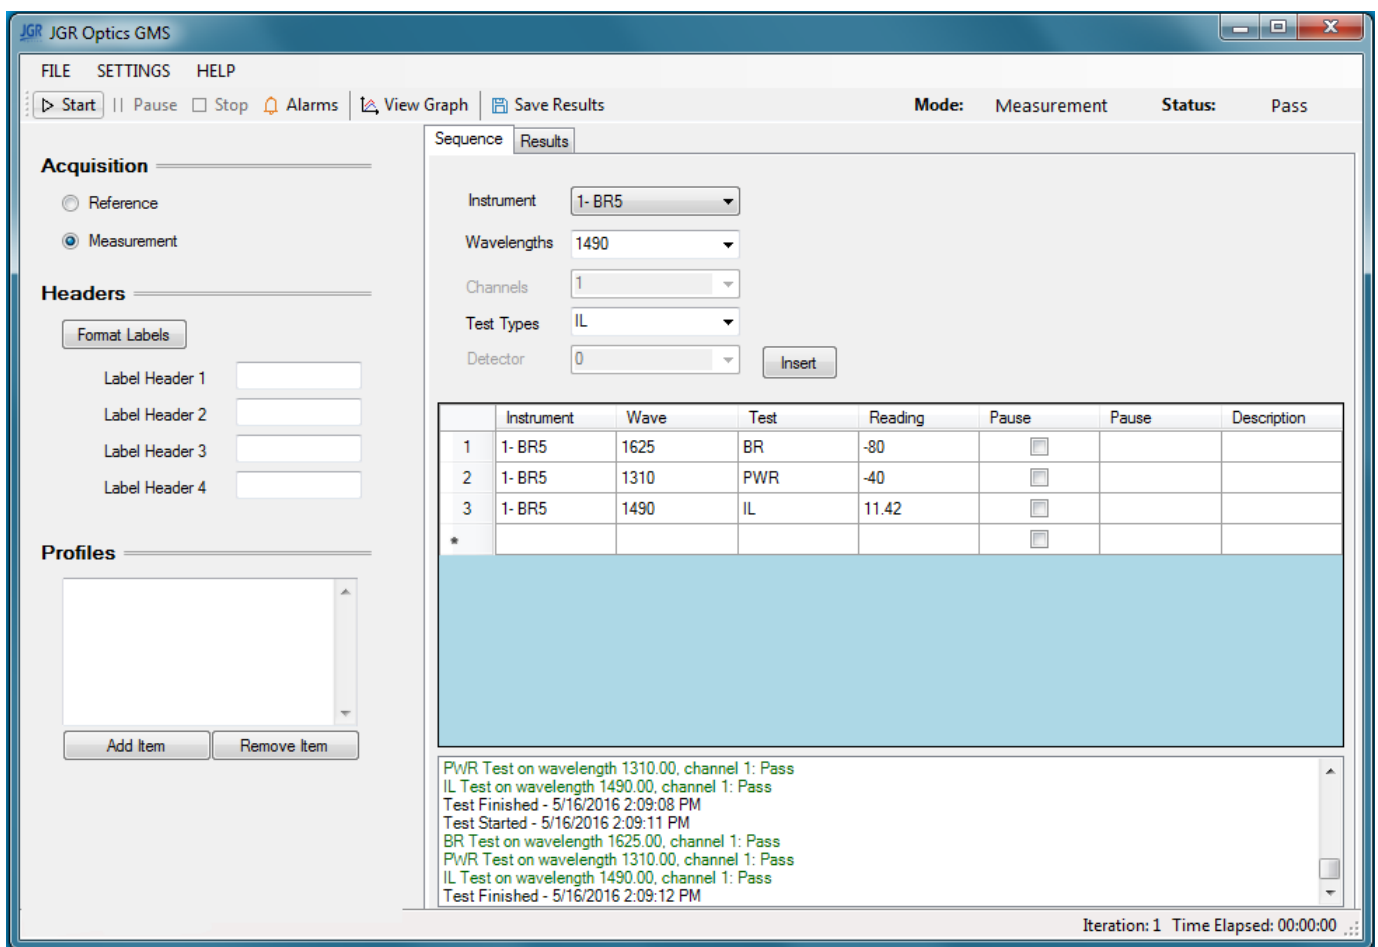 JGR JGR Optics GMS
FILE SETTINGS HELP
Start Pause Stop Alarms View Graph Save Results Mode: Measurement Status: Pass
Acquisition
Reference
Measurement
Headers
Format Labels
Label Header 1
Label Header 2
Label Header 3
Label Header 4
Profiles
Add Item Remove Item
Sequence Results
Instrument 1- BR5
Wavelengths 1490
Channels 1
Test Types IL
Detector 0 Insert
Instrument Wave Test Reading Pause Pause Description
1 1- BR5 1625 BR -80
2 1- BR5 1310 PWR -40
3 1- BR5 1490 IL 11.42
*
PWR Test on wavelength 1310.00, channel 1: Pass
IL Test on wavelength 1490.00, channel 1: Pass
Test Finished - 5/16/2016 2:09:08 PM
Test Started - 5/16/2016 2:09:11 PM
BR Test on wavelength 1625.00, channel 1: Pass
PWR Test on wavelength 1310.00, channel 1: Pass
IL Test on wavelength 1490.00, channel 1: Pass
Test Finished - 5/16/2016 2:09:12 PM
Iteration: 1 Time Elapsed: 00:00:00